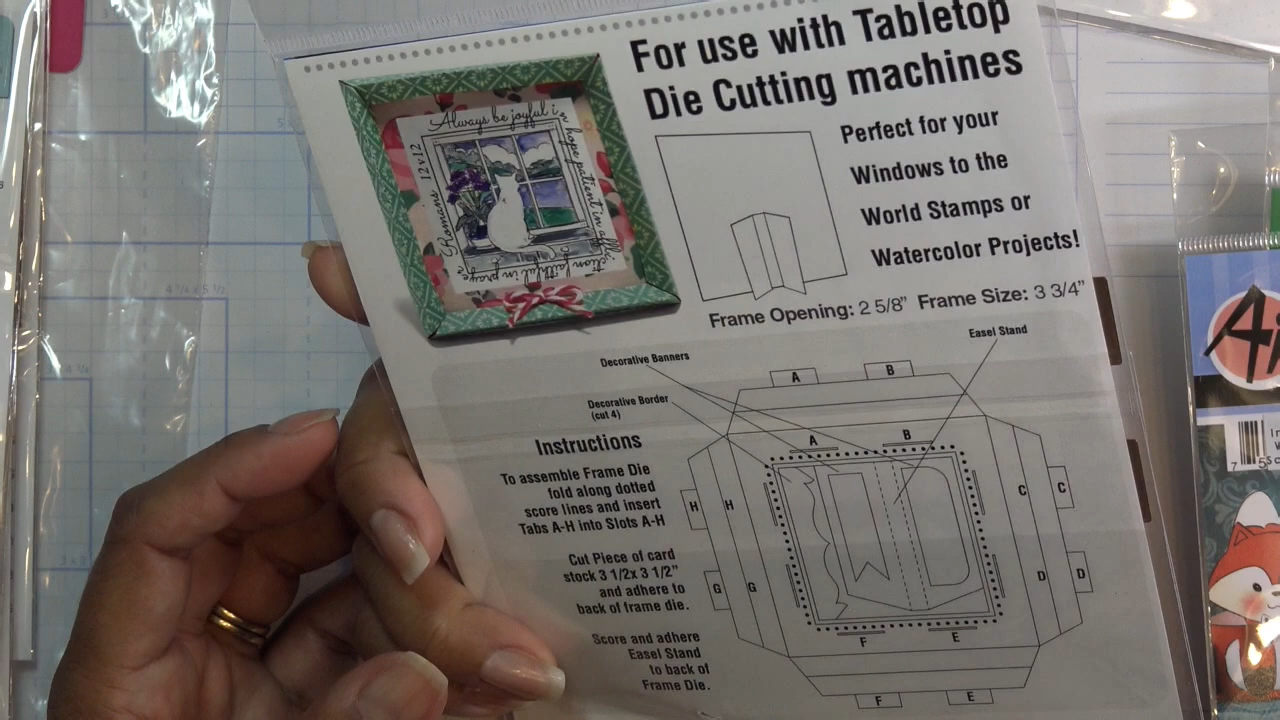 For use with Tabletop
Die Cutting machines
Perfect for your
Windows to the
World Stamps or
Watercolor Projects!
Always be joyful in hope patient in affliction faithful in prayer
Romans 12v12
Frame Opening: 2 5/8” Frame Size: 3 3/4”
Easel Stand
Decorative Banners
Decorative Border
(cut 4)
Instructions
To assemble Frame Die
fold along dotted
score lines and insert
Tabs A-H into Slots A-H
Cut Piece of card
stock 3 1/2x 3 1/2”
and adhere to
back of frame die.
Score and adhere
Easel Stand
to back of
Frame Die.
A
B
A
B
C
C
D
D
E
E
F
F
G
G
H
H
4 1/4 x 5 1/2
3 x 3